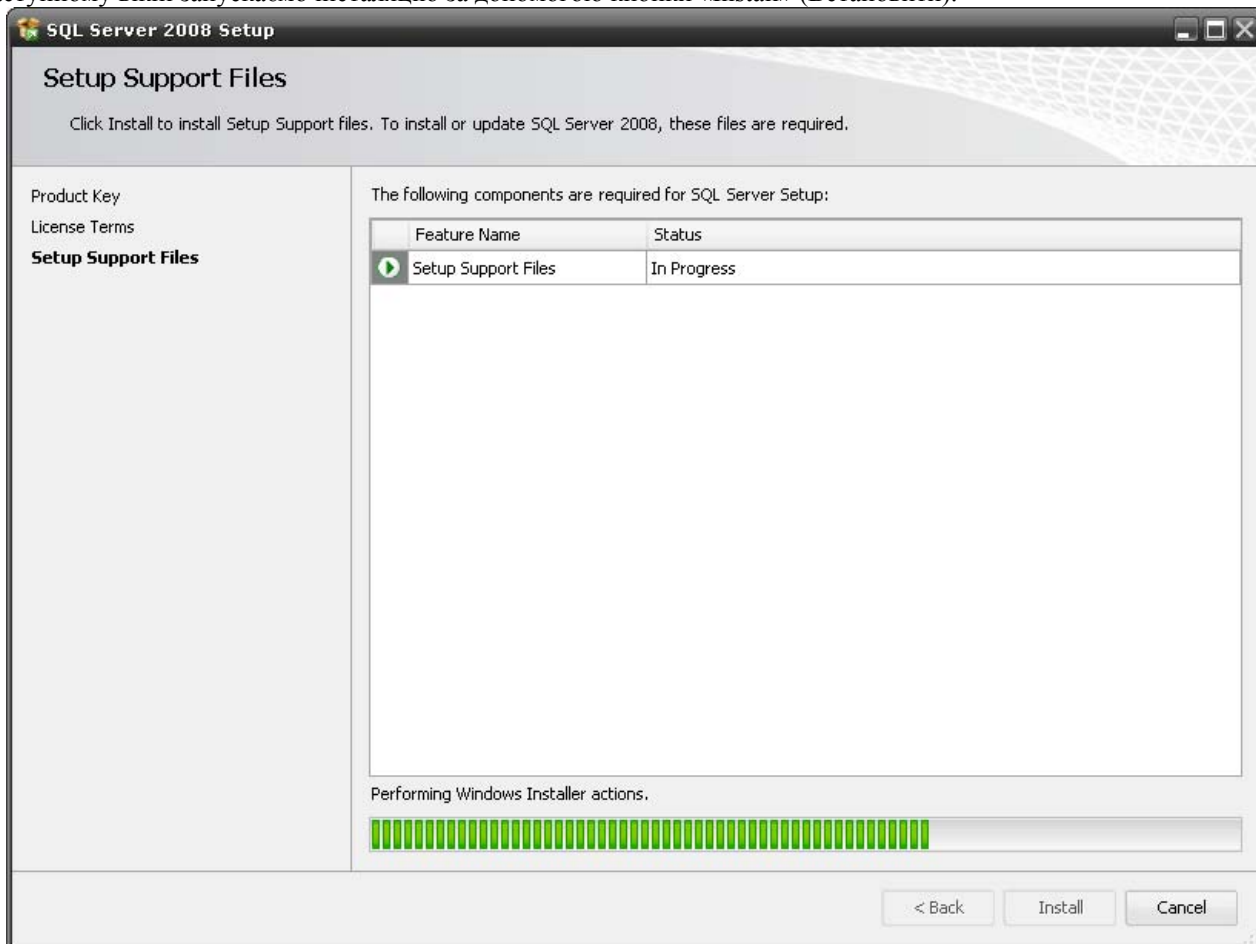 SQL Server 2008 Setup
Setup Support Files
Click Install to install Setup Support files. To install or update SQL Server 2008, these files are required.
Product Key
License Terms
Setup Support Files
The following components are required for SQL Server Setup:
Feature Name Status
Setup Support Files In Progress
Performing Windows Installer actions.
< Back Install Cancel